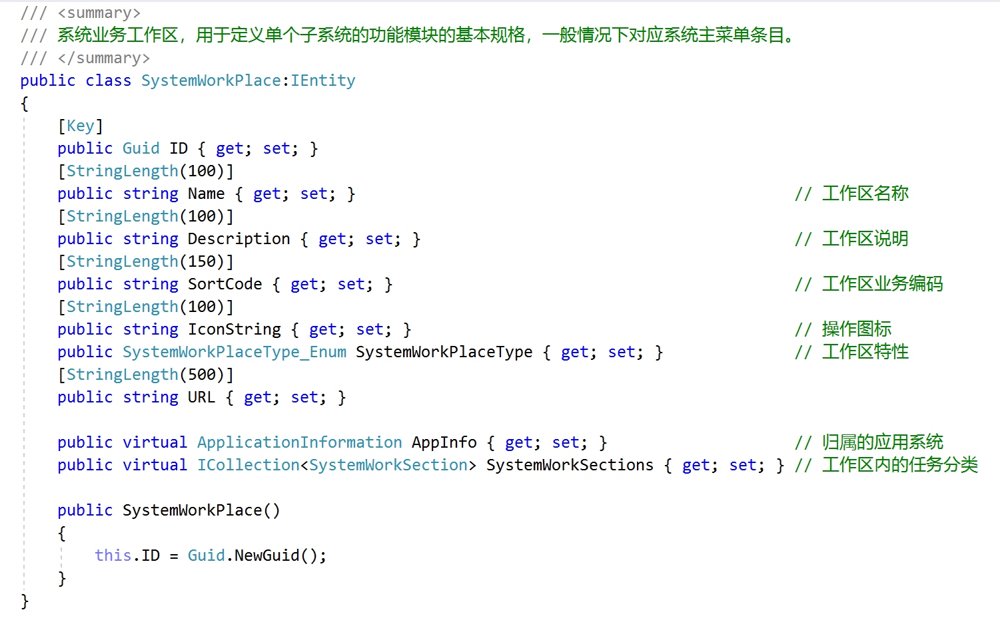 /// <summary>
/// 系统业务工作区，用于定义单个子系统的功能模块的基本规格，一般情况下对应系统主菜单条目。
/// </summary>
public class SystemWorkPlace:IEntity
{
    [Key]
    public Guid ID { get; set; }
    [StringLength(100)]
    public string Name { get; set; } // 工作区名称
    [StringLength(100)]
    public string Description { get; set; } // 工作区说明
    [StringLength(150)]
    public string SortCode { get; set; } // 工作区业务编码
    [StringLength(100)]
    public string IconString { get; set; } // 操作图标
    public SystemWorkPlaceType_Enum SystemWorkPlaceType { get; set; } // 工作区特性
    [StringLength(500)]
    public string URL { get; set; }
    public virtual ApplicationInformation AppInfo { get; set; } // 归属的应用系统
    public virtual ICollection<SystemWorkSection> SystemWorkSections { get; set; } // 工作区内的任务分类
    public SystemWorkPlace()
    {
        this.ID = Guid.NewGuid();
    }
}